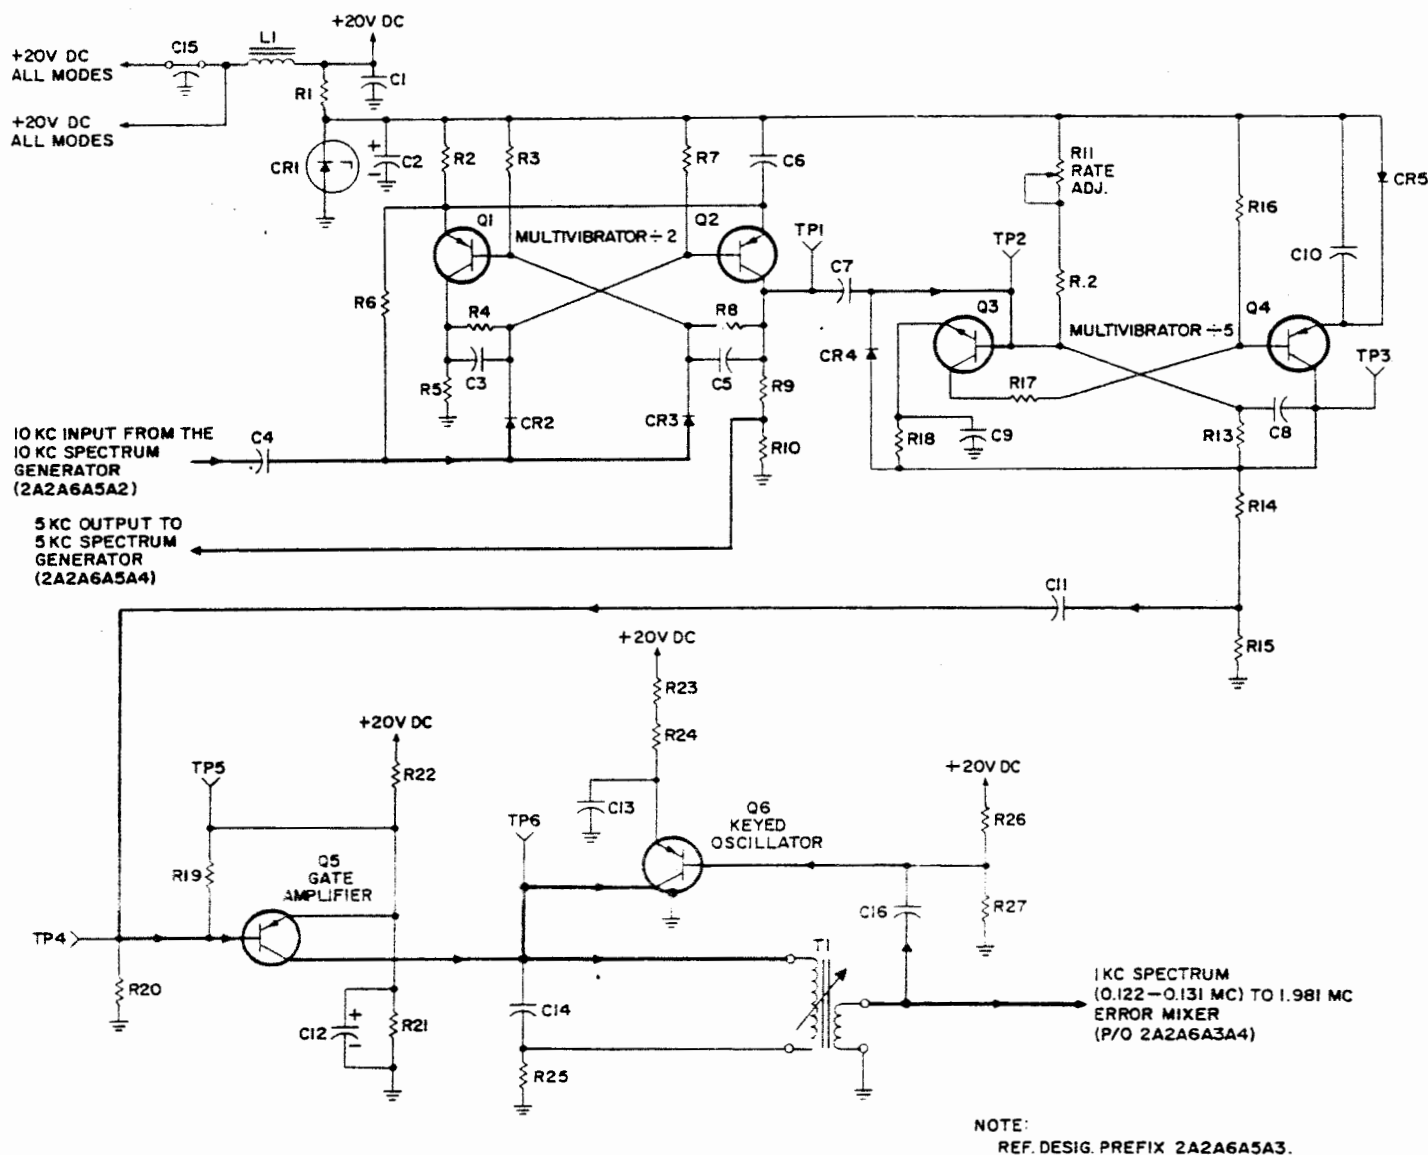 +20V DC
+20V DC
ALL MODES
C15
L1
C1
R1
+20V DC
ALL MODES
CR1
C2
R2
R3
R7
C6
R11
RATE
ADJ.
CR5
R16
Q1
MULTIVIBRATOR ÷ 2
Q2
TP1
TP2
C10
R6
C7
R.2
R4
R8
Q3
MULTIVIBRATOR ÷ 5
Q4
CR4
TP3
C3
C5
R5
R9
R17
CR2
CR3
R18
C9
R13
C8
10 KC INPUT FROM THE
10 KC SPECTRUM
GENERATOR
(2A2A6A5A2)
C4
R10
R14
5 KC OUTPUT TO
5 KC SPECTRUM
GENERATOR
(2A2A6A5A4)
C11
R15
+20V DC
R23
R24
+20V DC
TP5
R22
C13
Q6
KEYED
OSCILLATOR
+20V DC
R26
TP6
R19
Q5
GATE
AMPLIFIER
C16
R27
TP4
T1
R20
C12
R21
C14
R25
1 KC SPECTRUM
(0.122–0.131 MC) TO 1.981 MC
ERROR MIXER
(P/O 2A2A6A3A4)
NOTE:
REF. DESIG. PREFIX 2A2A6A5A3.